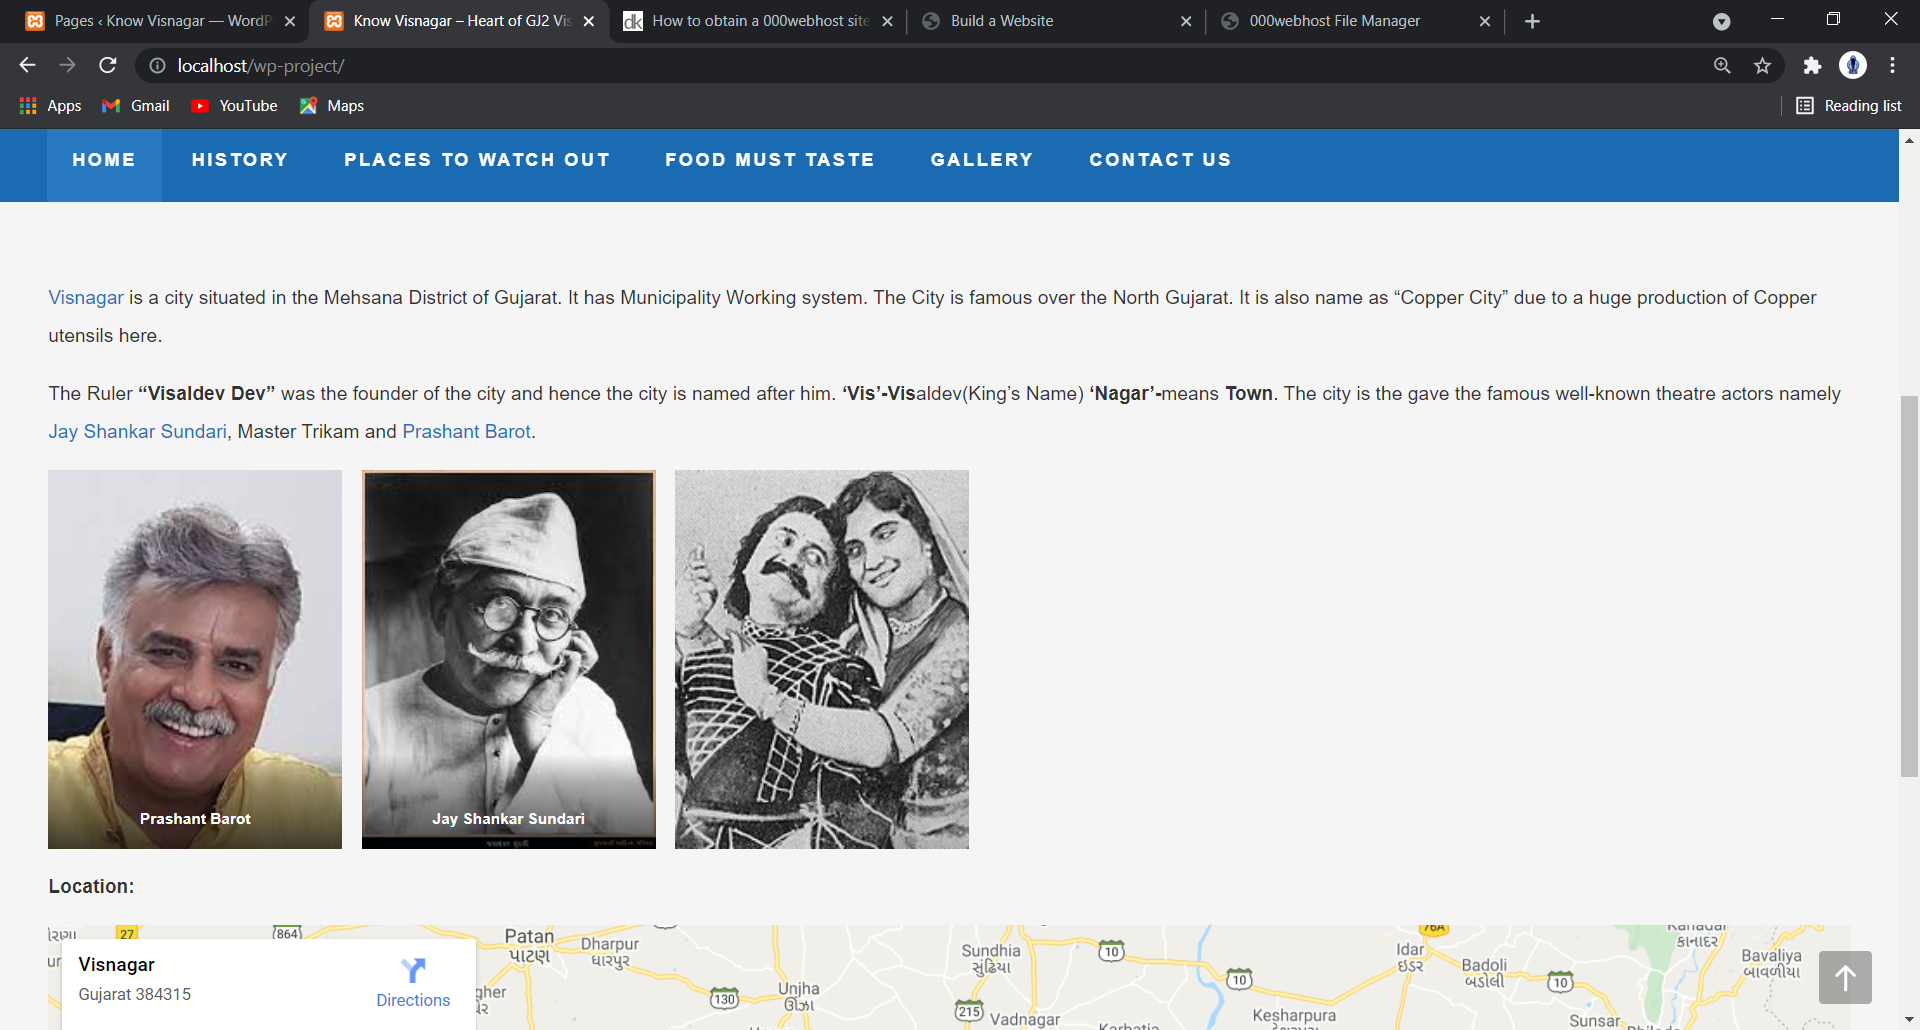 Pages ‹ Know Visnagar — WordP
Know Visnagar – Heart of GJ2 Vis
dk How to obtain a 000webhost site
Build a Website
000webhost File Manager
localhost/wp-project/
Apps Gmail YouTube Maps Reading list
HOME HISTORY PLACES TO WATCH OUT FOOD MUST TASTE GALLERY CONTACT US
Visnagar is a city situated in the Mehsana District of Gujarat. It has Municipality Working system. The City is famous over the North Gujarat. It is also name as “Copper City” due to a huge production of Copper
utensils here.
The Ruler “Visaldev Dev” was the founder of the city and hence the city is named after him. ‘Vis’-Visaldev(King’s Name) ‘Nagar’-means Town. The city is the gave the famous well-known theatre actors namely
Jay Shankar Sundari, Master Trikam and Prashant Barot.
Prashant Barot
Jay Shankar Sundari
Location:
Visnagar
Gujarat 384315
Directions
27
864
Patan
પાટણ
Dharpur
ધારપુર
130
Unjha
ઊંઝા
Sundhia
સુંઢિયા
10
215
Vadnagar
10
Kesharpura
76A
Idar
ઇડર
Badoli
બડોલી
10
કાનાદર
Bavaliya
બાવળીયા
Sunsar